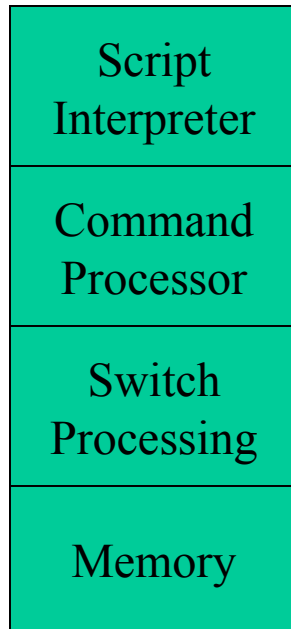 Script
Interpreter
Command
Processor
Switch
Processing
Memory